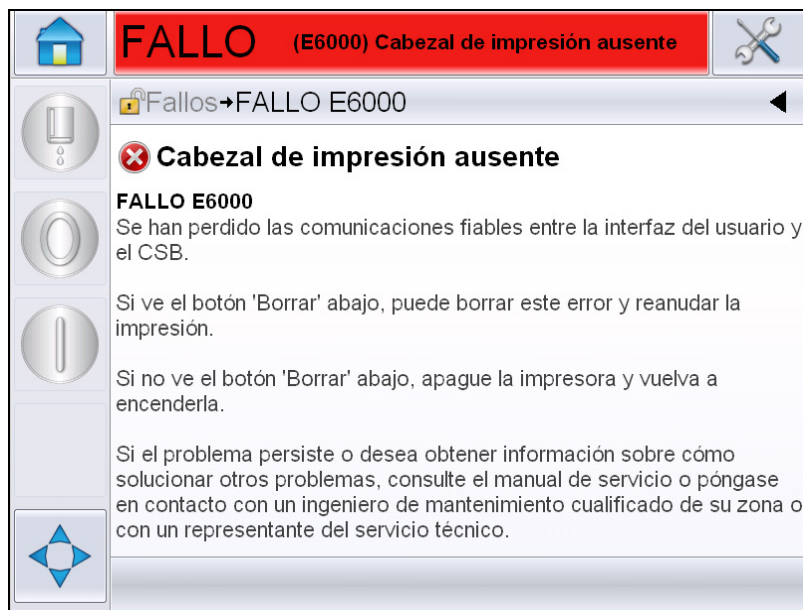 FALLO (E6000) Cabezal de impresión ausente
Fallos→FALLO E6000
Cabezal de impresión ausente
FALLO E6000
Se han perdido las comunicaciones fiables entre la interfaz del usuario y
el CSB.
Si ve el botón 'Borrar' abajo, puede borrar este error y reanudar la
impresión.
Si no ve el botón 'Borrar' abajo, apague la impresora y vuelva a
encenderla.
Si el problema persiste o desea obtener información sobre cómo
solucionar otros problemas, consulte el manual de servicio o póngase
en contacto con un ingeniero de mantenimiento cualificado de su zona o
con un representante del servicio técnico.